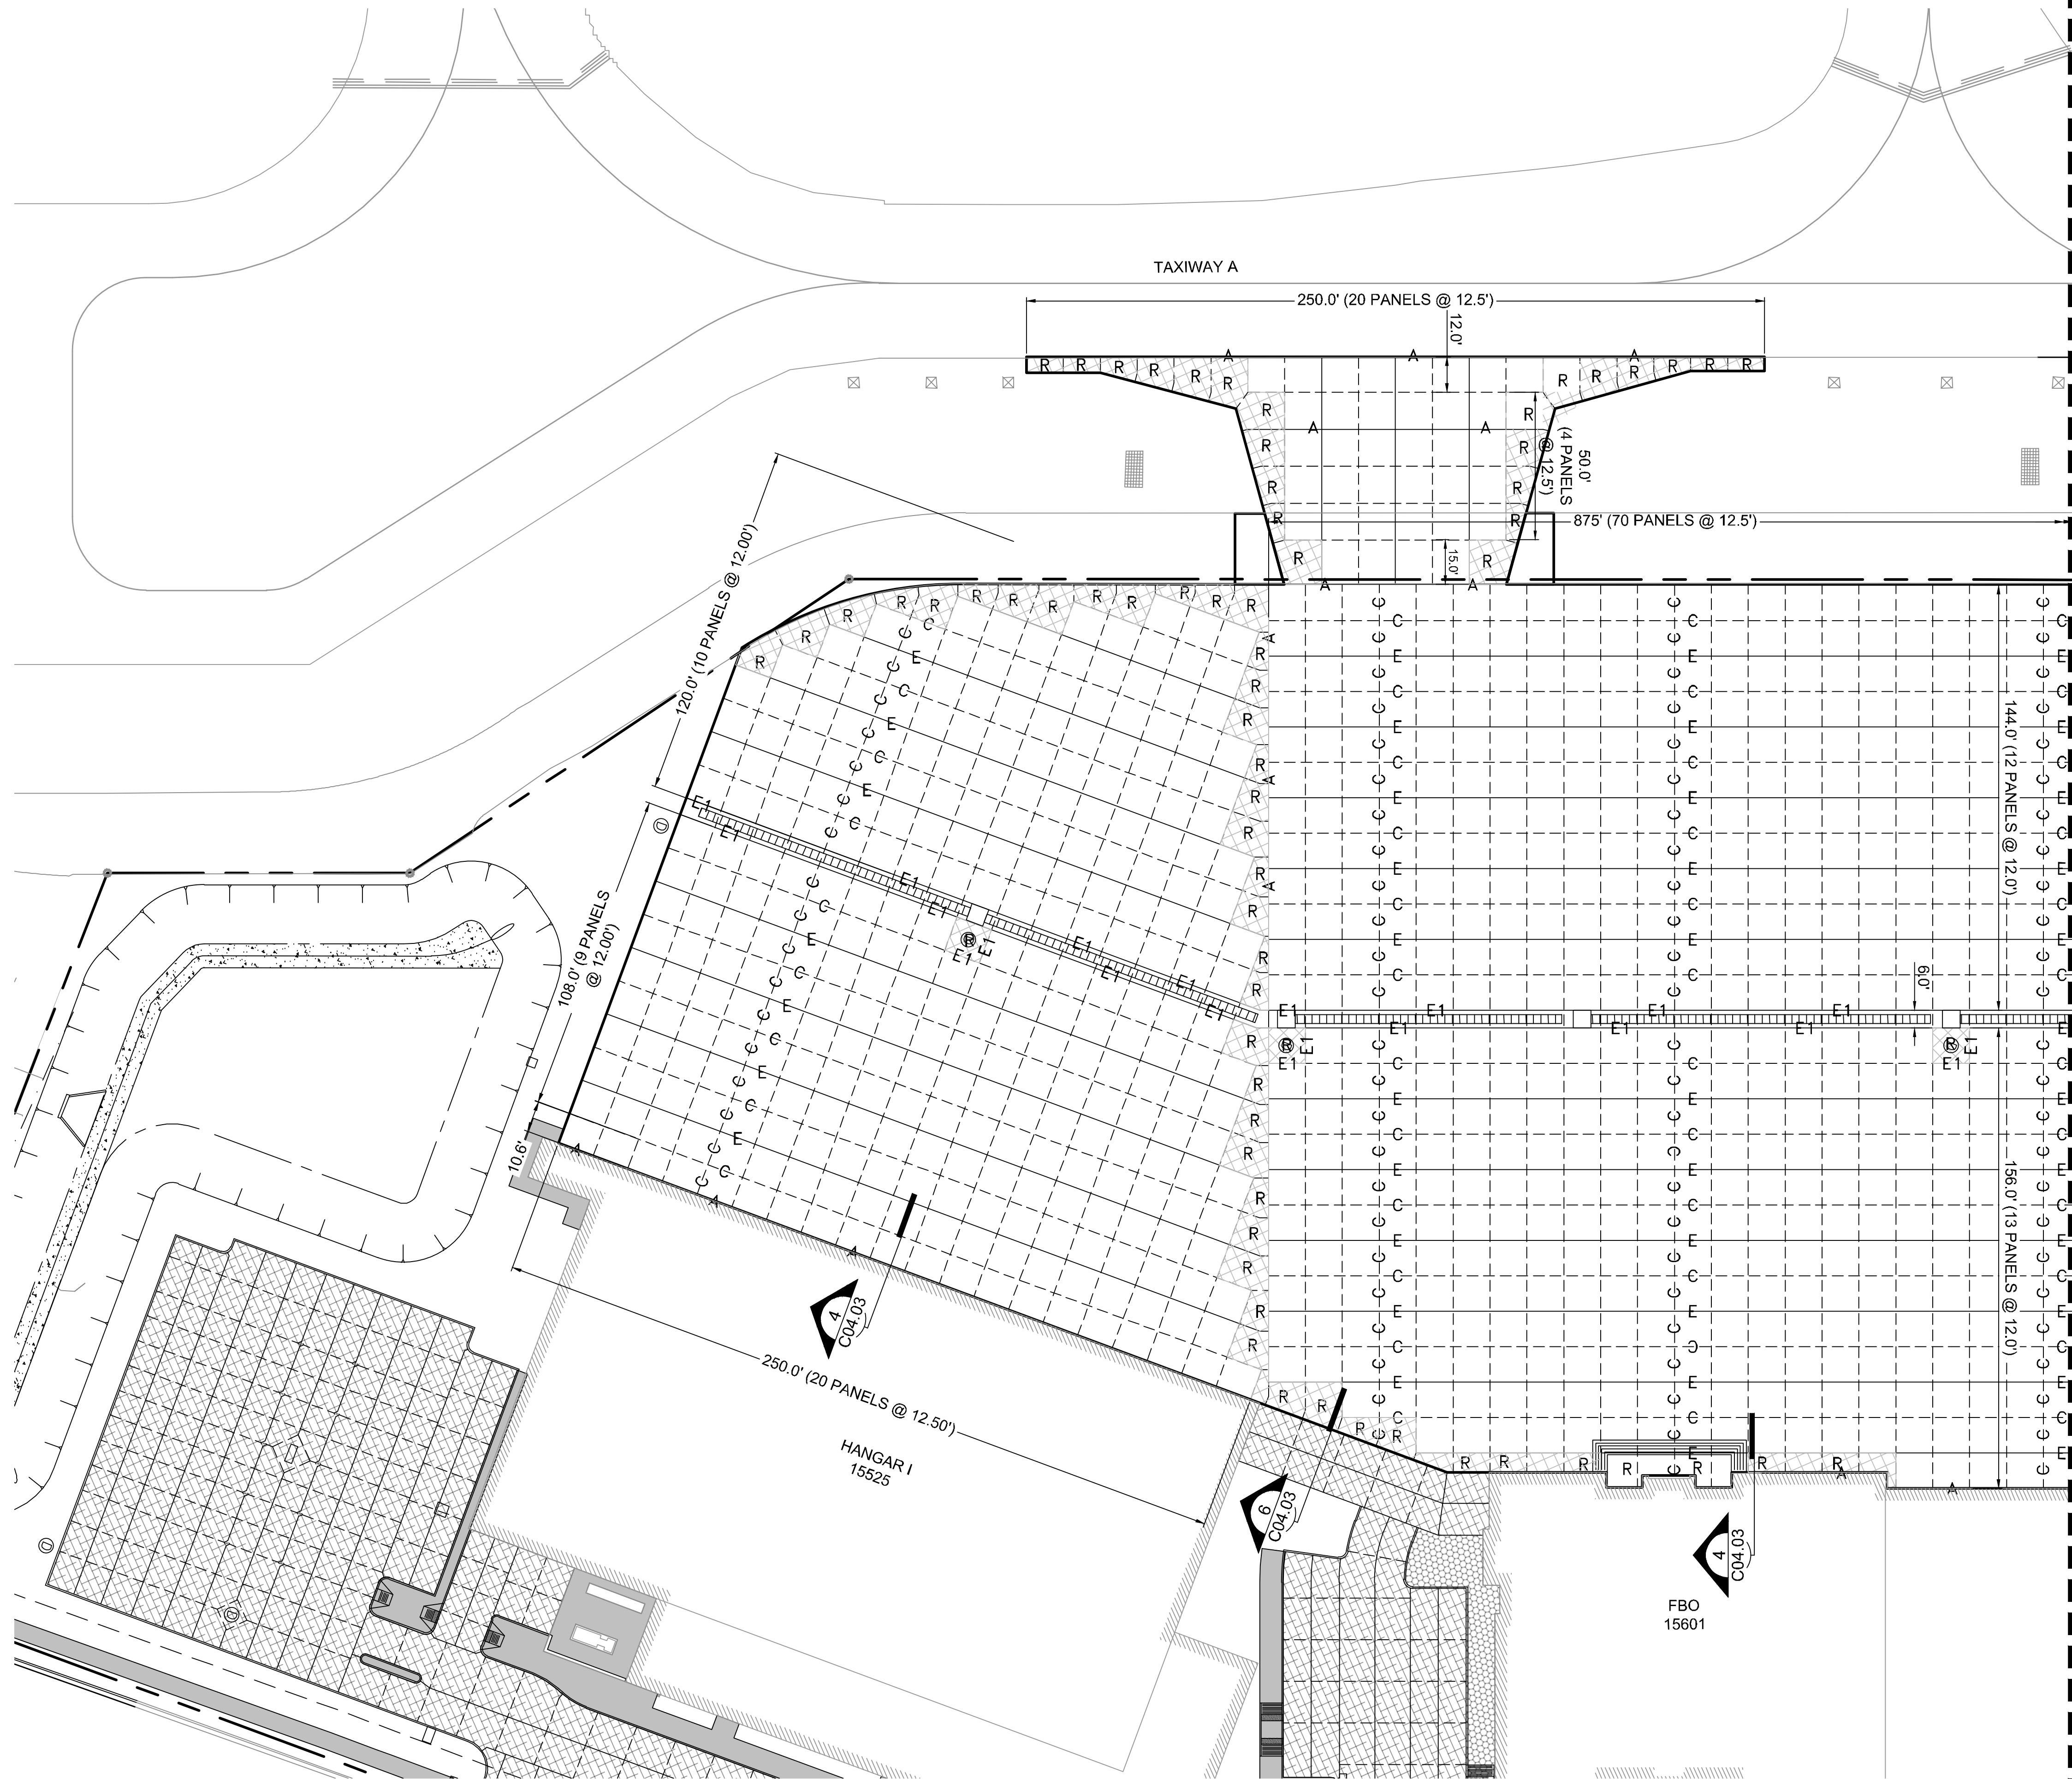 TAXIWAY A
250.0' (20 PANELS @ 12.5')
12.0'
50.0'
(4 PANELS
@ 12.5')
875' (70 PANELS @ 12.5')
15.0'
120.0' (10 PANELS @ 12.00')
144.0' (12 PANELS @ 12.0')
108.0' (9 PANELS
@ 12.00')
6.0'
156.0' (13 PANELS @ 12.0')
10.6'
250.0' (20 PANELS @ 12.50')
4
C04.03
HANGAR I
15525
6
C04.03
4
C04.03
FBO
15601
A
R
C
E
E1
D